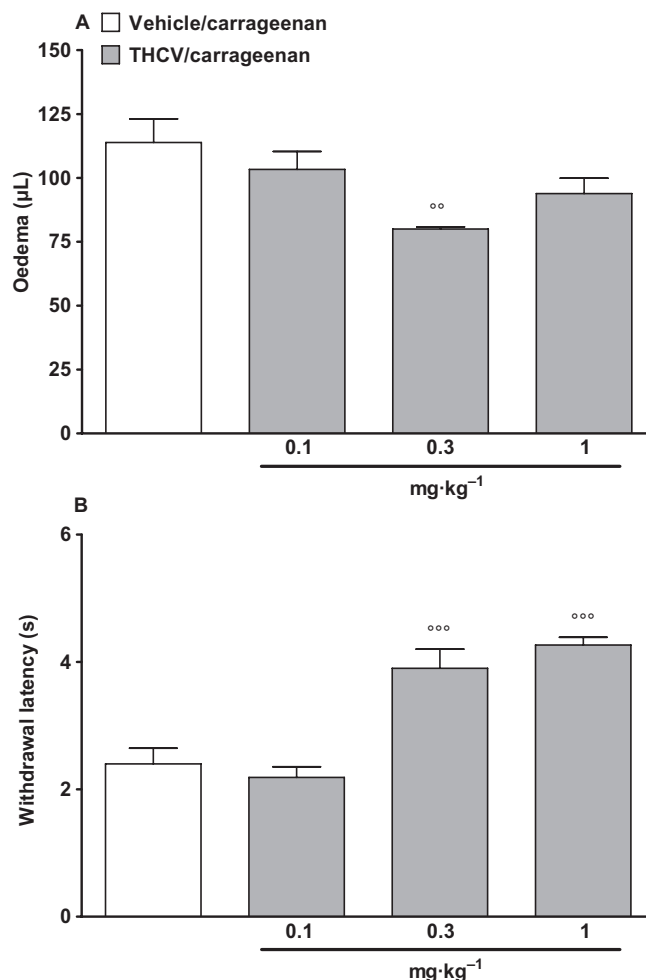 A
Vehicle/carrageenan
THCV/carrageenan
150
125
100
75
50
25
0
Oedema (µL)
°°
0.1 0.3 1
mg·kg⁻¹
B
6
4
2
0
Withdrawal latency (s)
°°° °°°
0.1 0.3 1
mg·kg⁻¹